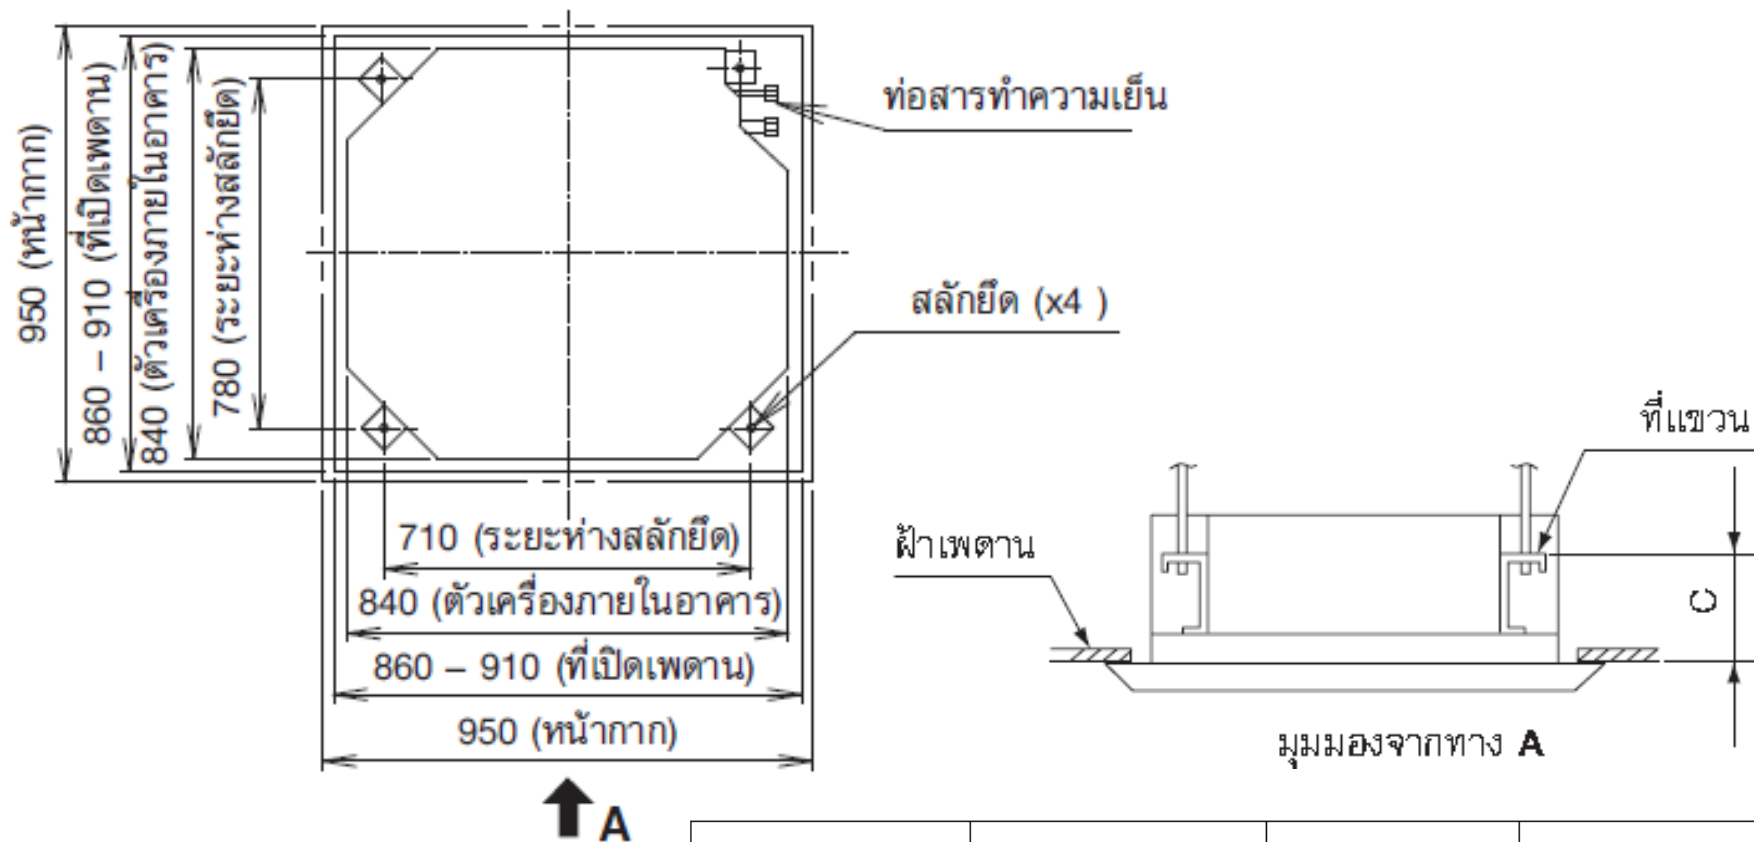 950 (หน้ากาก)
860 – 910 (ที่เปิดเพดาน)
840 (ตัวเครื่องภายในอาคาร)
780 (ระยะห่างสลักยึด)
ท่อสารทำความเย็น
สลักยึด (x4 )
710 (ระยะห่างสลักยึด)
840 (ตัวเครื่องภายในอาคาร)
860 – 910 (ที่เปิดเพดาน)
950 (หน้ากาก)
A
ที่แขวน
ฝ้าเพดาน
C
มุมมองจากทาง A